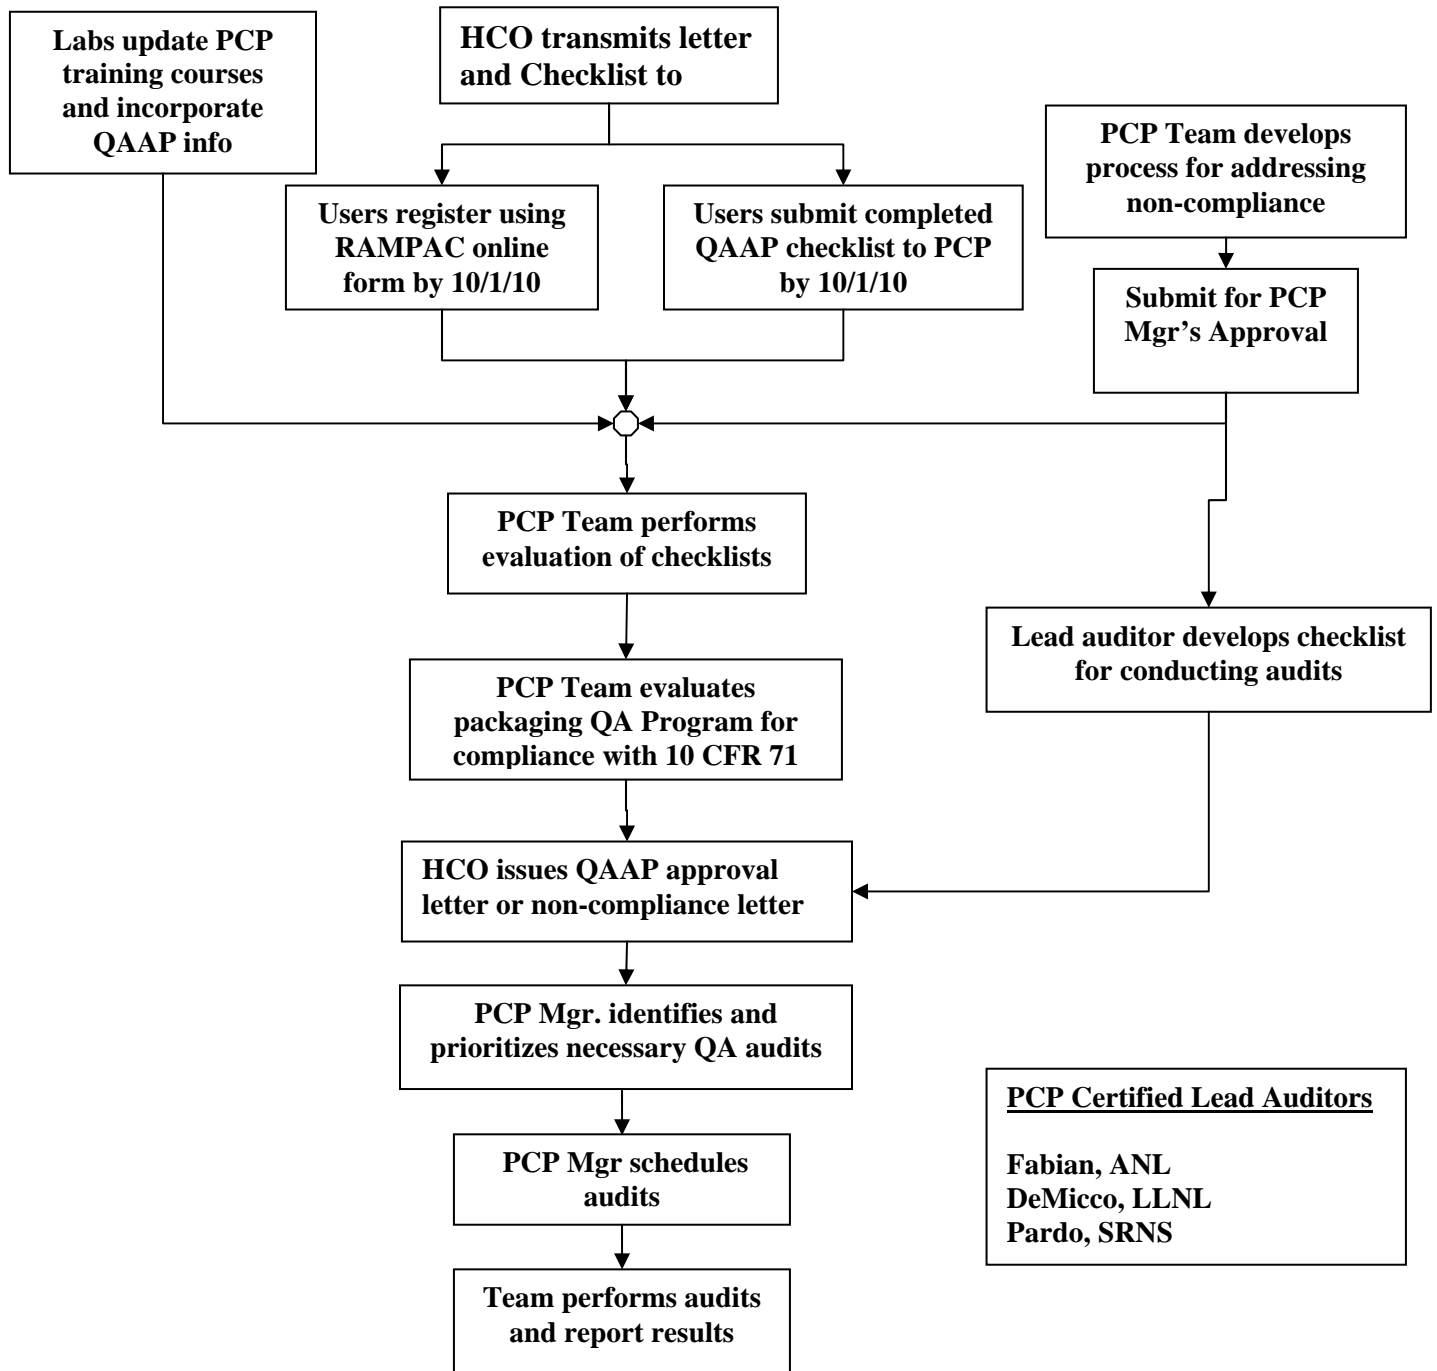 Labs update PCP
training courses
and incorporate
QAAP info
HCO transmits letter
and Checklist to
PCP Team develops
process for addressing
non-compliance
Users register using
RAMPAC online
form by 10/1/10
Users submit completed
QAAP checklist to PCP
by 10/1/10
Submit for PCP
Mgr's Approval
PCP Team performs
evaluation of checklists
Lead auditor develops checklist
for conducting audits
PCP Team evaluates
packaging QA Program for
compliance with 10 CFR 71
HCO issues QAAP approval
letter or non-compliance letter
PCP Mgr. identifies and
prioritizes necessary QA audits
PCP Certified Lead Auditors
Fabian, ANL
DeMicco, LLNL
Pardo, SRNS
PCP Mgr schedules
audits
Team performs audits
and report results